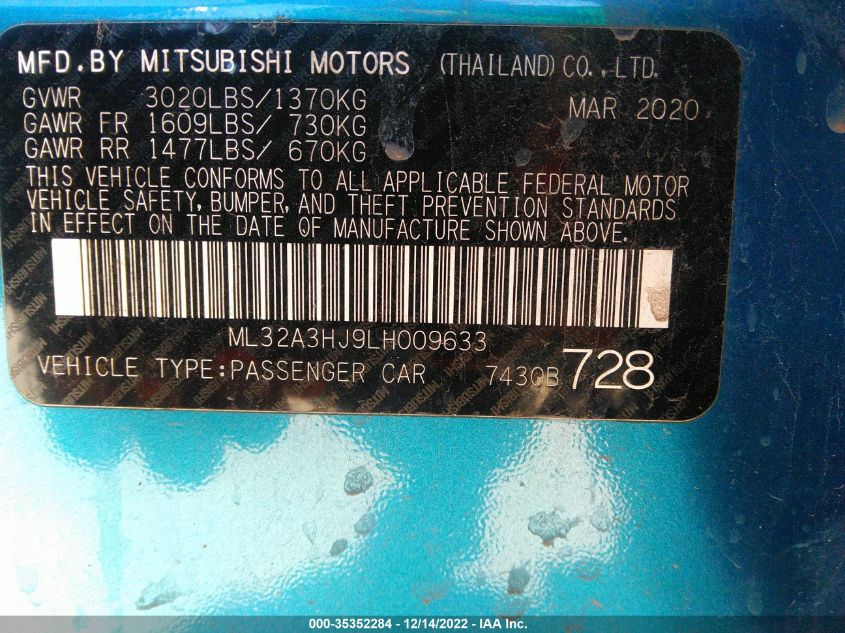 MFD.BY MITSUBISHI MOTORS (THAILAND) CO.,LTD.
GVWR 3020LBS/1370KG MAR 2020
GAWR FR 1609LBS/ 730KG
GAWR RR 1477LBS/ 670KG
THIS VEHICLE CONFORMS TO ALL APPLICABLE FEDERAL MOTOR
VEHICLE SAFETY, BUMPER, AND THEFT PREVENTION STANDARDS
IN EFFECT ON THE DATE OF MANUFACTURE SHOWN ABOVE.
ML32A3HJ9LH009633
VEHICLE TYPE:PASSENGER CAR 7430B 728
000-35352284 - 12/14/2022 - IAA Inc.